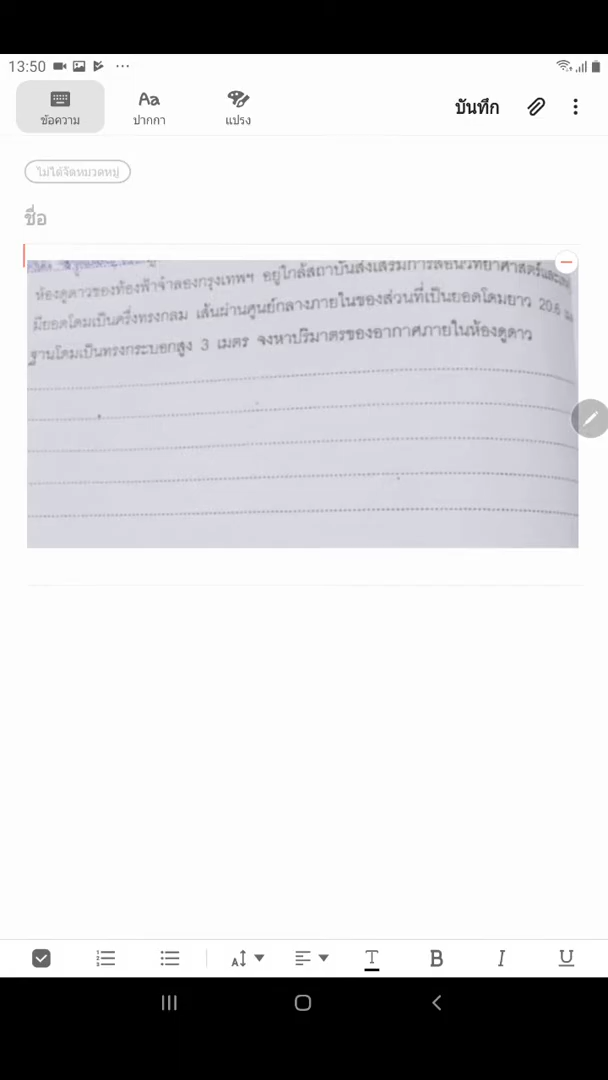 13:50
ข้อความ
ปากกา
แปรง
บันทึก
ไม่ได้จัดหมวดหมู่
ชื่อ
ห้องดูดาวของท้องฟ้าจำลองกรุงเทพฯ อยู่ใกล้สถาบันส่งเสริมการสอนวิทยาศาสตร์และ
มียอดโดมเป็นครึ่งทรงกลม เส้นผ่านศูนย์กลางภายในของส่วนที่เป็นยอดโดมยาว 20.6
ฐานโดมเป็นทรงกระบอกสูง 3 เมตร จงหาปริมาตรของอากาศภายในห้องดูดาว
A
T
B
I
U